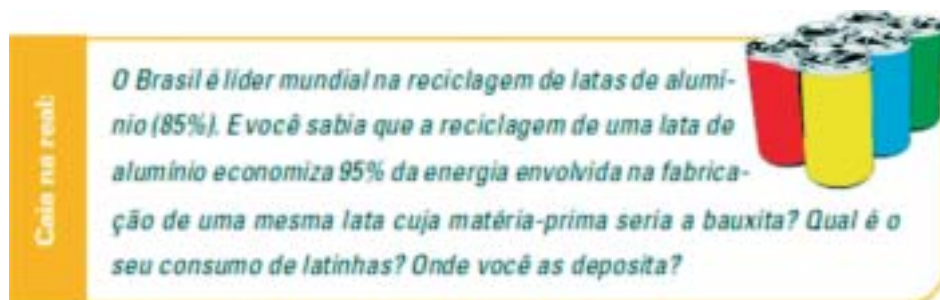 Caia na real:
O Brasil é líder mundial na reciclagem de latas de alumí-
nio (85%). E você sabia que a reciclagem de uma lata de
alumínio economiza 95% da energia envolvida na fabrica-
ção de uma mesma lata cuja matéria-prima seria a bauxita? Qual é o
seu consumo de latinhas? Onde você as deposita?